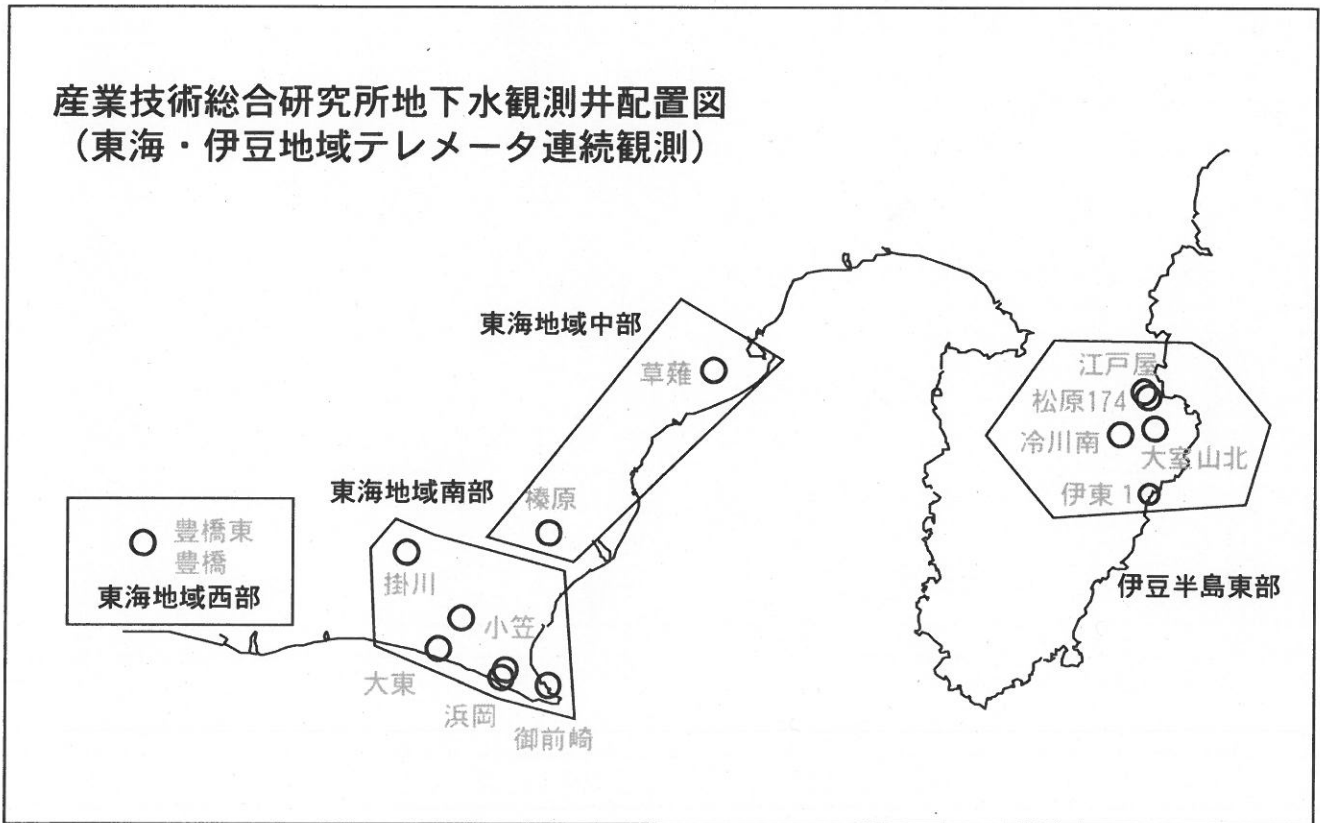 産業技術総合研究所地下水観測井配置図
（東海・伊豆地域テレメータ連続観測）
東海地域中部
草薙
江戸屋
松原174
冷川南
大室山北
伊東1
伊豆半島東部
東海地域南部
榛原
豊橋東
豊橋
東海地域西部
掛川
小笠
大東
浜岡
御前崎